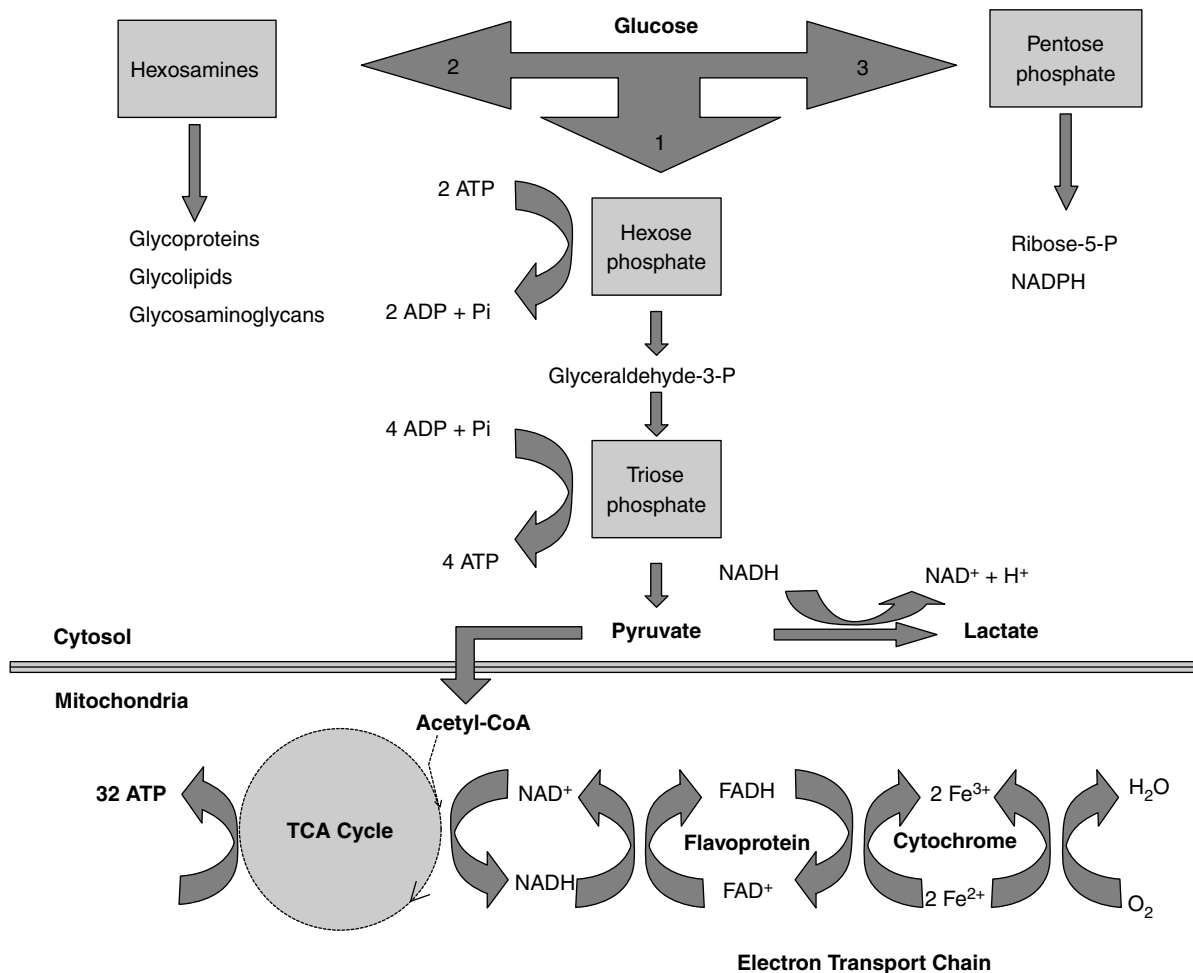 Glucose
Hexosamines
2
3
Pentose
phosphate
1
2 ATP
Hexose
phosphate
2 ADP + Pi
Glycoproteins
Glycolipids
Glycosaminoglycans
Ribose-5-P
NADPH
Glyceraldehyde-3-P
4 ADP + Pi
Triose
phosphate
4 ATP
NADH
NAD⁺ + H⁺
Cytosol
Pyruvate
Lactate
Mitochondria
Acetyl-CoA
32 ATP
TCA Cycle
NAD⁺
FADH
2 Fe³⁺
H₂O
Flavoprotein
Cytochrome
NADH
FAD⁺
2 Fe²⁺
O₂
Electron Transport Chain